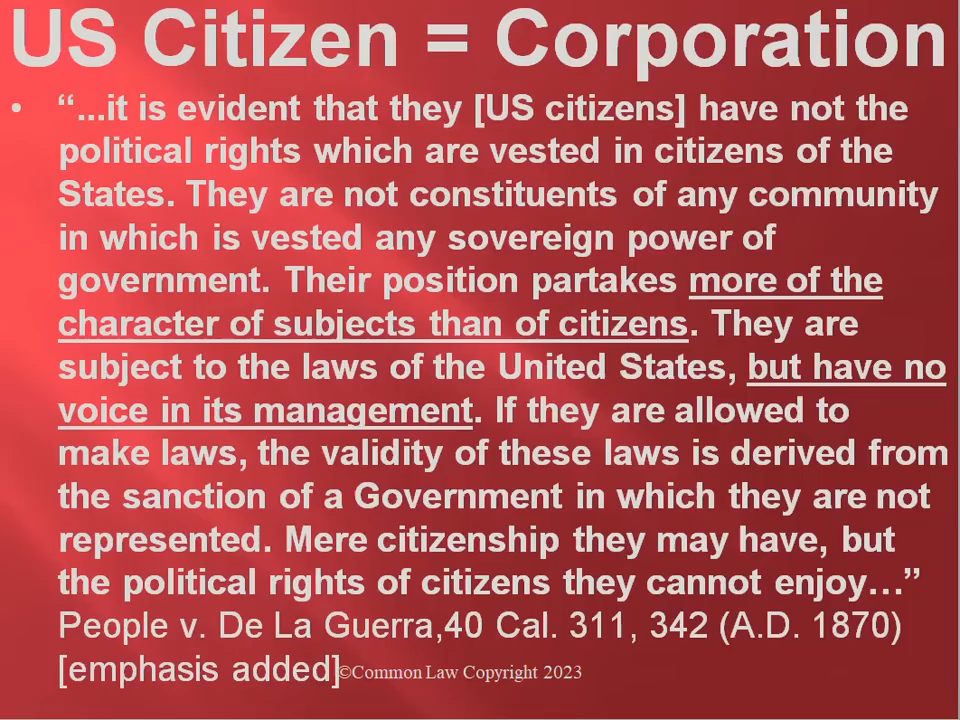 US Citizen = Corporation
• “...it is evident that they [US citizens] have not the
political rights which are vested in citizens of the
States. They are not constituents of any community
in which is vested any sovereign power of
government. Their position partakes more of the
character of subjects than of citizens. They are
subject to the laws of the United States, but have no
voice in its management. If they are allowed to
make laws, the validity of these laws is derived from
the sanction of a Government in which they are not
represented. Mere citizenship they may have, but
the political rights of citizens they cannot enjoy…”
People v. De La Guerra,40 Cal. 311, 342 (A.D. 1870)
[emphasis added]
©Common Law Copyright 2023